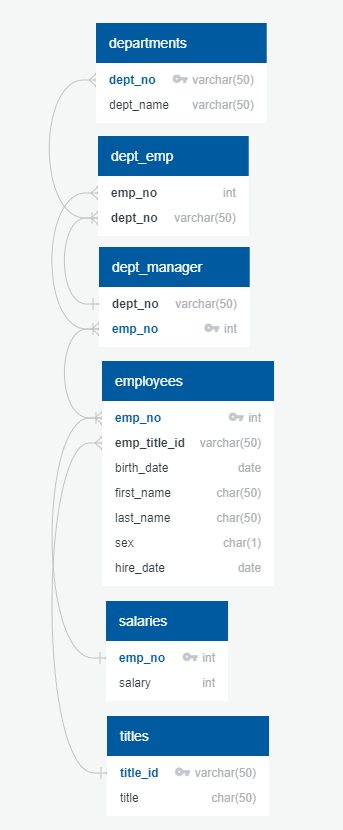 departments
dept_no varchar(50)
dept_name varchar(50)
dept_emp
emp_no int
dept_no varchar(50)
dept_manager
dept_no varchar(50)
emp_no int
employees
emp_no int
emp_title_id varchar(50)
birth_date date
first_name char(50)
last_name char(50)
sex char(1)
hire_date date
salaries
emp_no int
salary int
titles
title_id varchar(50)
title char(50)